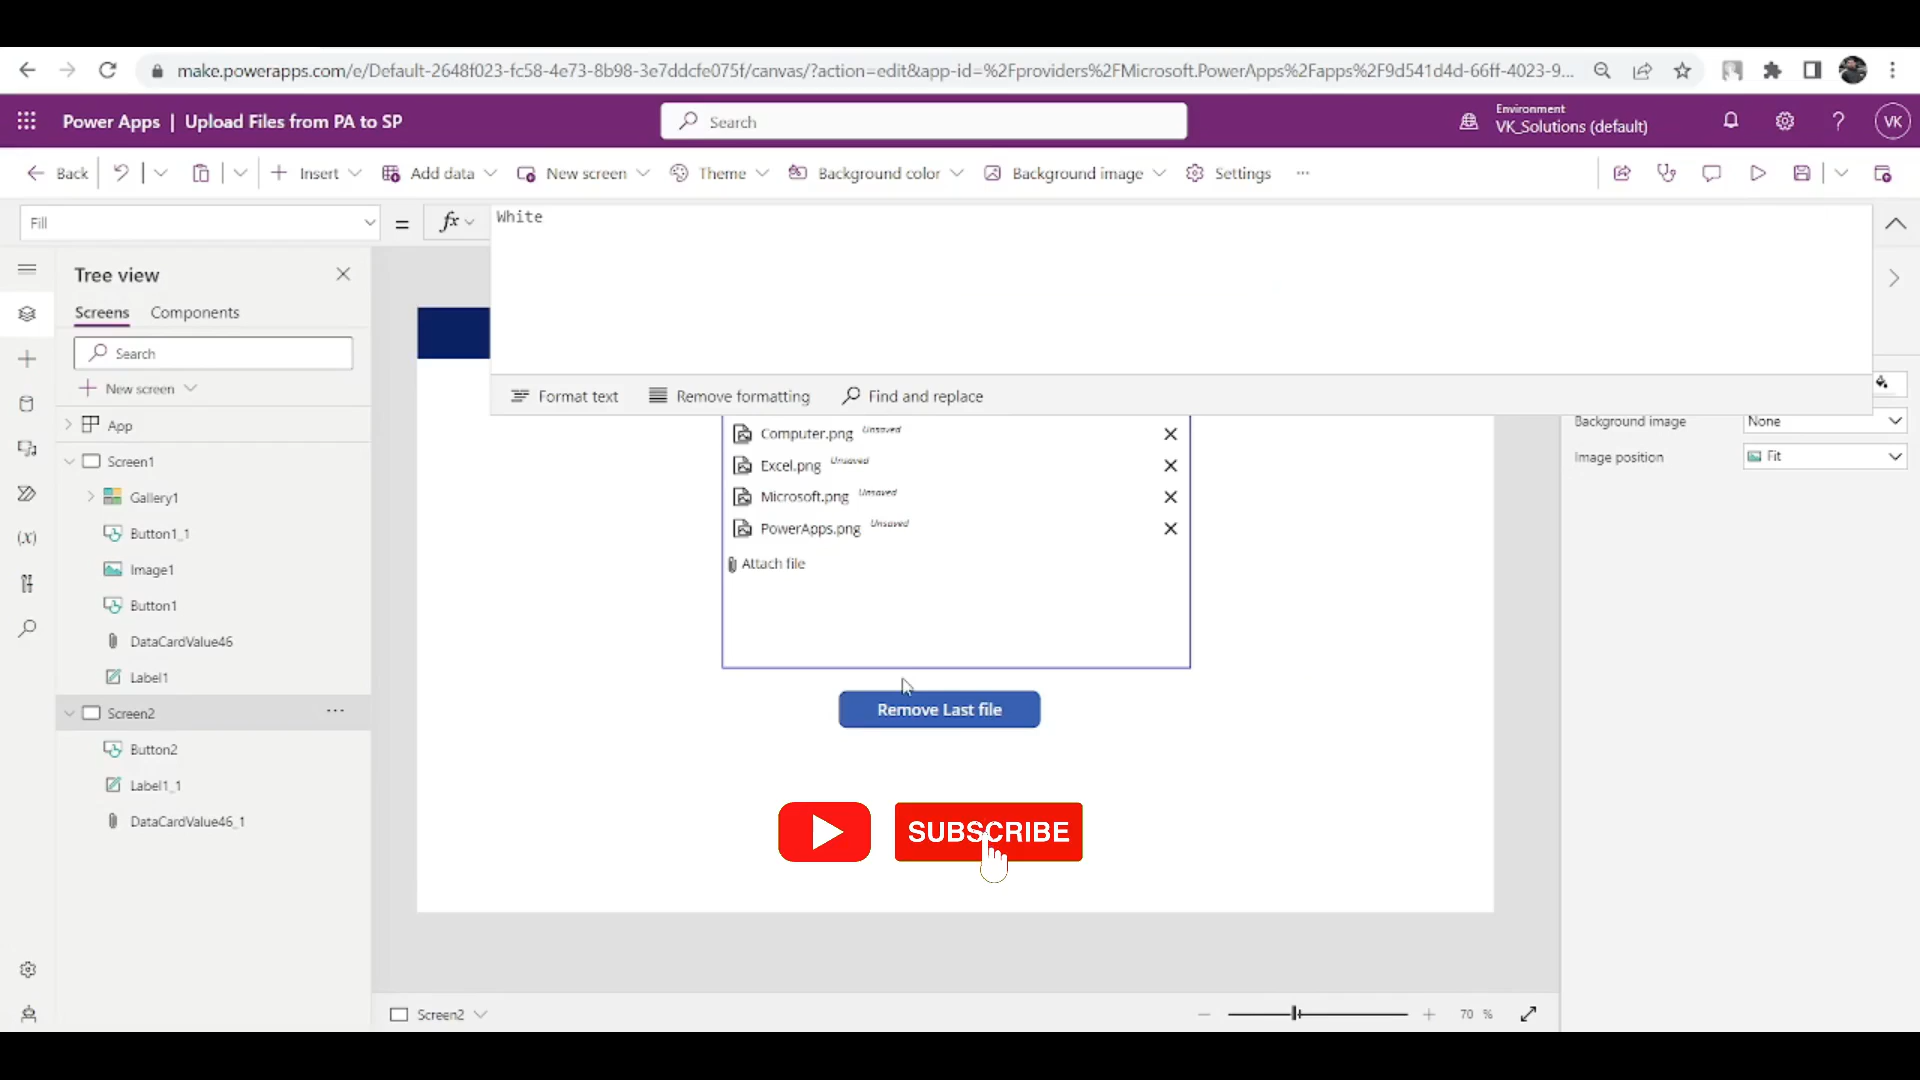 make.powerapps.com/e/Default-2648f023-fc58-4e73-8b98-3e7ddcfe075f/canvas/?action=edit&app-id=%2Fproviders%2FMicrosoft.PowerApps%2Fapps%2F9d541d4d-66ff-4023-9...
Power Apps | Upload Files from PA to SP
Search
Environment
VK_Solutions (default)
VK
Back
Insert
Add data
New screen
Theme
Background color
Background image
Settings
...
Fill
=
fx
White
Format text
Remove formatting
Find and replace
Tree view
Screens
Components
Search
New screen
App
Screen1
Gallery1
Button1_1
Image1
Button1
DataCardValue46
Label1
Screen2
...
Button2
Label1_1
DataCardValue46_1
Computer.png Unsaved
Excel.png Unsaved
Microsoft.png Unsaved
PowerApps.png Unsaved
Attach file
Remove Last file
SUBSCRIBE
Background image
None
Image position
Fit
Screen2
70 %